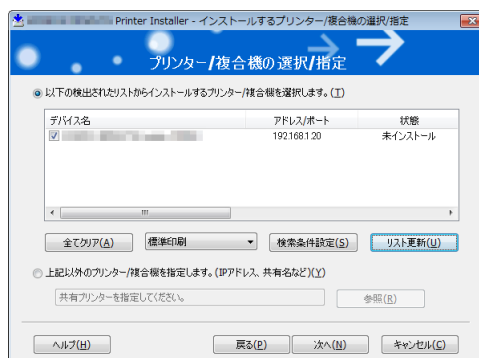 Printer Installer - インストールするプリンター/複合機の選択/指定
プリンター/複合機の選択/指定
以下の検出されたリストからインストールするプリンター/複合機を選択します。(T)
デバイス名 アドレス/ポート 状態
192.168.1.20 未インストール
全てクリア(A) 標準印刷 検索条件設定(S) リスト更新(U)
上記以外のプリンター/複合機を指定します。(IPアドレス、共有名など)(Y)
共有プリンターを指定してください。 参照(R)
ヘルプ(H) 戻る(P) 次へ(N) キャンセル(C)